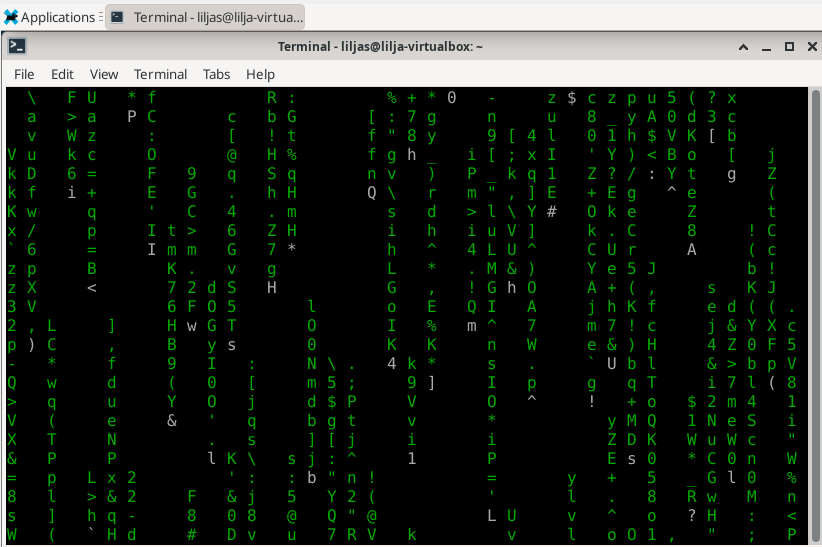 Applications
Terminal - liljas@lilja-virtua...
Terminal - liljas@lilja-virtualbox: ~
File Edit View Terminal Tabs Help
\ F U * f R : % + * 0 - z $ c z p u 5 ( ? x
a > a P C c b G [ : 7 g n u 8 _ y A 0 d 3 c
v W z : [ ! t f " 8 y 9 [ 4 l 0 1 h $ V K [ b
V u k c O @ H % f g h _ i [ ; x I ' Y ) < B o [ j
k D 6 = F 9 q S q n v ) P _ k q 1 Z ? / : Y t g Z
k f i + E G . h H Q \ r m " , ] E + E g ^ e (
K w q ' C 4 . m s d > l \ Y # O k e Z t
x / p I t > 6 Z H i h i u V ] k . C 8 ! C
` 6 = I m m G 7 * h ^ 4 L U ^ C U r A ( c
z p B K . v g L * . M & ) Y e 5 J b !
z X < 7 2 d S H G , ! G h O A + ( , s K J
3 V 6 F O 5 l o E Q I A j h K f e d ( ( .
2 , L ] H w G T O I % m ^ 7 m 7 ! c j & Y X c
p ) C , B y s 0 K K n W e & ) H 4 Z 0 F 5
- * f 9 I : N \ . 4 k * s . ` U b l & > b p V
Q w d ( 0 [ m 5 ; 9 ] I p g q T i 7 l ( 8
> q u Y O j d $ P V O ^ ! + o $ 2 m 4 1
V ( e & ' q b g t v * y M Q 1 N e S i
X T N . s ] [ j i i Z D K W u W c "
& P P l K \ s j : ^ 1 P E s 0 * C 0 n W
= p L x 2 ' : : b " n ! = y + 5 _ G l 0 %
8 l > & 2 F & j 5 Y 2 ( ' l . 8 R w M n
s ] h q - 8 0 8 @ Q " @ L U v ^ o ? H : <
W ( ` H d # D v u 7 R V k v l o O 1 , " ; P